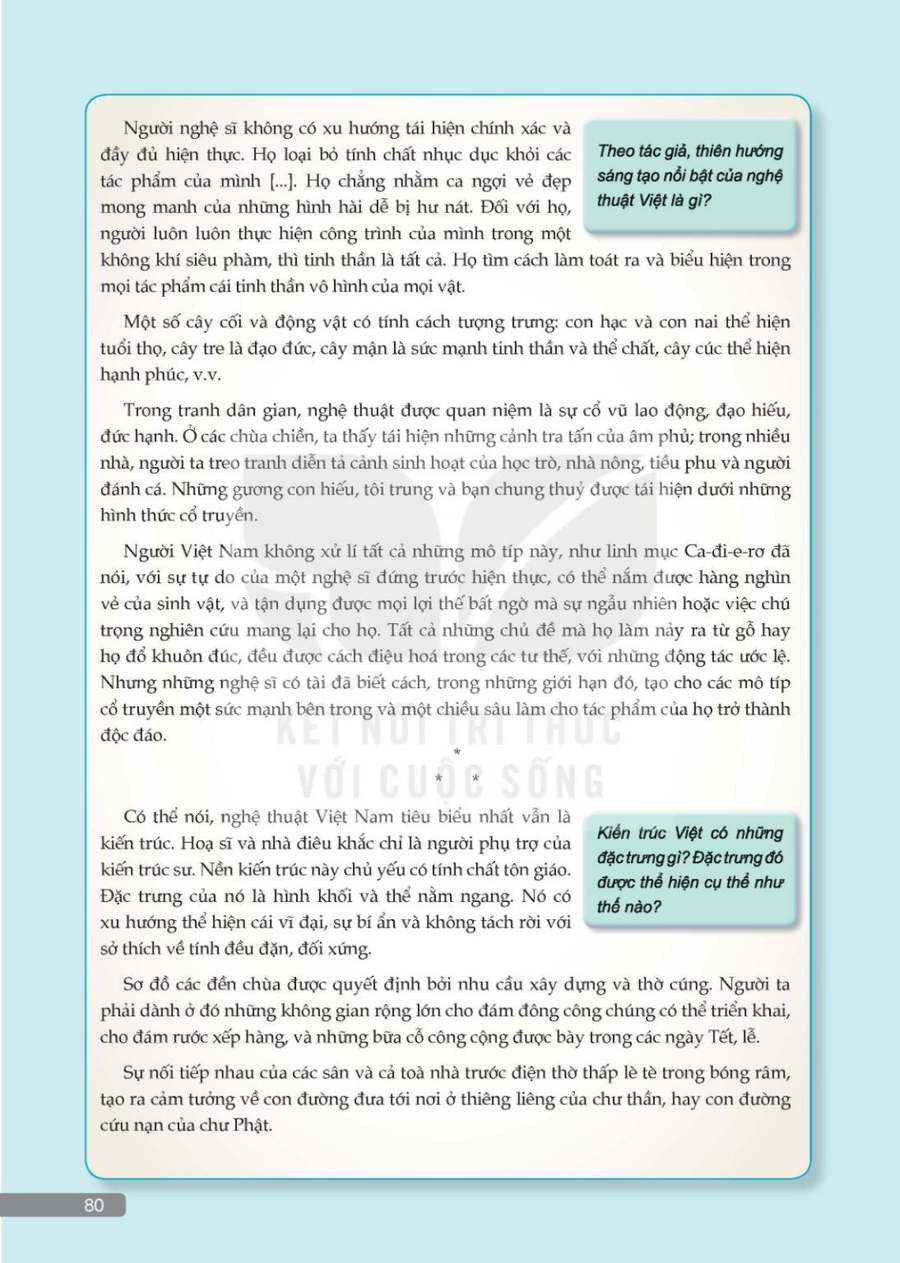 Người nghệ sĩ không có xu hướng tái hiện chính xác và
đầy đủ hiện thực. Họ loại bỏ tính chất nhục dục khỏi các
tác phẩm của mình [...]. Họ chẳng nhằm ca ngợi vẻ đẹp
mong manh của những hình hài dễ bị hư nát. Đối với họ,
người luôn luôn thực hiện công trình của mình trong một
không khí siêu phàm, thì tinh thần là tất cả. Họ tìm cách làm toát ra và biểu hiện trong
mọi tác phẩm cái tinh thần vô hình của mọi vật.
Theo tác giả, thiên hướng
sáng tạo nổi bật của nghệ
thuật Việt là gì?
Một số cây cối và động vật có tính cách tượng trưng: con hạc và con nai thể hiện
tuổi thọ, cây tre là đạo đức, cây mận là sức mạnh tinh thần và thể chất, cây cúc thể hiện
hạnh phúc, v.v.
Trong tranh dân gian, nghệ thuật được quan niệm là sự cổ vũ lao động, đạo hiếu,
đức hạnh. Ở các chùa chiền, ta thấy tái hiện những cảnh tra tấn của âm phủ; trong nhiều
nhà, người ta treo tranh diễn tả cảnh sinh hoạt của học trò, nhà nông, tiều phu và người
đánh cá. Những gương con hiếu, tôi trung và bạn chung thuỷ được tái hiện dưới những
hình thức cổ truyền.
Người Việt Nam không xử lí tất cả những mô típ này, như linh mục Ca-đi-e-rơ đã
nói, với sự tự do của một nghệ sĩ đứng trước hiện thực, có thể nắm được hàng nghìn
vẻ của sinh vật, và tận dụng được mọi lợi thế bất ngờ mà sự ngẫu nhiên hoặc việc chú
trọng nghiên cứu mang lại cho họ. Tất cả những chủ đề mà họ làm nảy ra từ gỗ hay
họ đổ khuôn đúc, đều được cách điệu hoá trong các tư thế, với những động tác ước lệ.
Nhưng những nghệ sĩ có tài đã biết cách, trong những giới hạn đó, tạo cho các mô típ
cổ truyền một sức mạnh bên trong và một chiều sâu làm cho tác phẩm của họ trở thành
độc đáo.
KẾT NỐI TRI THỨC
VỚI CUỘC SỐNG
*
* *
Có thể nói, nghệ thuật Việt Nam tiêu biểu nhất vẫn là
kiến trúc. Hoạ sĩ và nhà điêu khắc chỉ là người phụ trợ của
kiến trúc sư. Nền kiến trúc này chủ yếu có tính chất tôn giáo.
Đặc trưng của nó là hình khối và thế nằm ngang. Nó có
xu hướng thể hiện cái vĩ đại, sự bí ẩn và không tách rời với
sở thích về tính đều đặn, đối xứng.
Kiến trúc Việt có những
đặc trưng gì? Đặc trưng đó
được thể hiện cụ thể như
thế nào?
Sơ đồ các đền chùa được quyết định bởi nhu cầu xây dựng và thờ cúng. Người ta
phải dành ở đó những không gian rộng lớn cho đám đông công chúng có thể triển khai,
cho đám rước xếp hàng, và những bữa cỗ công cộng được bày trong các ngày Tết, lễ.
Sự nối tiếp nhau của các sân và cả toà nhà trước điện thờ thấp lè tè trong bóng râm,
tạo ra cảm tưởng về con đường đưa tới nơi ở thiêng liêng của chư thần, hay con đường
cứu nạn của chư Phật.
80